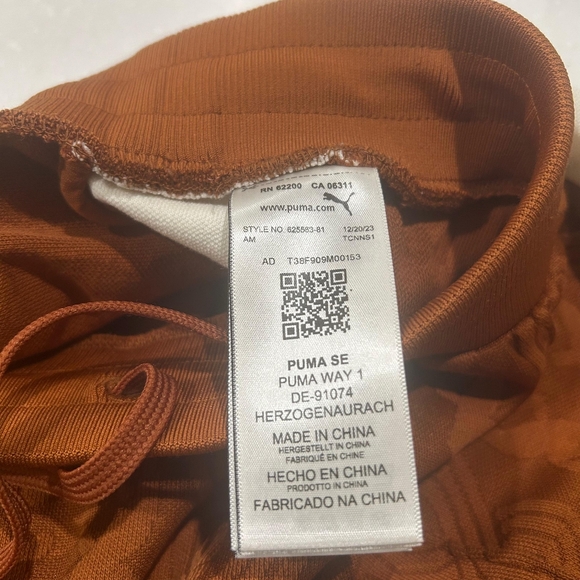 RN 62200 CA 06311
www.puma.com
STYLE NO. 625563-81 12/20/23
AM TCNNS1
AD T38F909M00153
PUMA SE
PUMA WAY 1
DE-91074
HERZOGENAURACH
MADE IN CHINA
HERGESTELLT IN CHINA
FABRIQUÉ EN CHINE
HECHO EN CHINA
PRODOTTO IN CHINA
FABRICADO NA CHINA